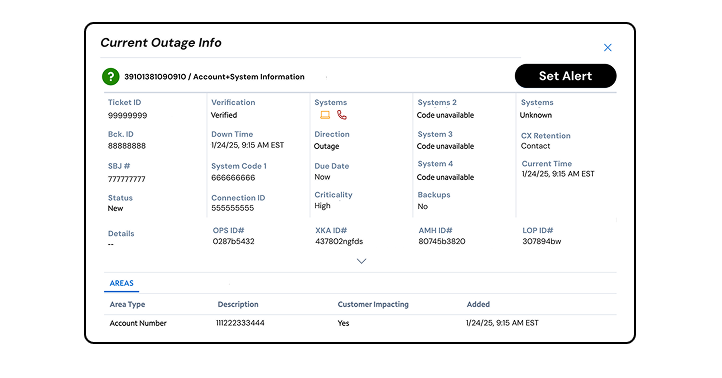 Current Outage Info
? 39101381090910 / Account+System Information
Set Alert
Ticket ID Verification Systems Systems 2 Systems
99999999 Verified Code unavailable Unknown
Bck. ID Down Time Direction System 3 CX Retention
88888888 1/24/25, 9:15 AM EST Outage Code unavailable Contact
SBJ # System Code 1 Due Date System 4 Current Time
777777777 666666666 Now Code unavailable 1/24/25, 9:15 AM EST
Status Connection ID Criticality Backups
New 555555555 High No
Details OPS ID# XKA ID# AMH ID# LOP ID#
-- 0287b5432 437802ngfds 80745b3820 307894bw
AREAS
Area Type Description Customer Impacting Added
Account Number 111222333444 Yes 1/24/25, 9:15 AM EST